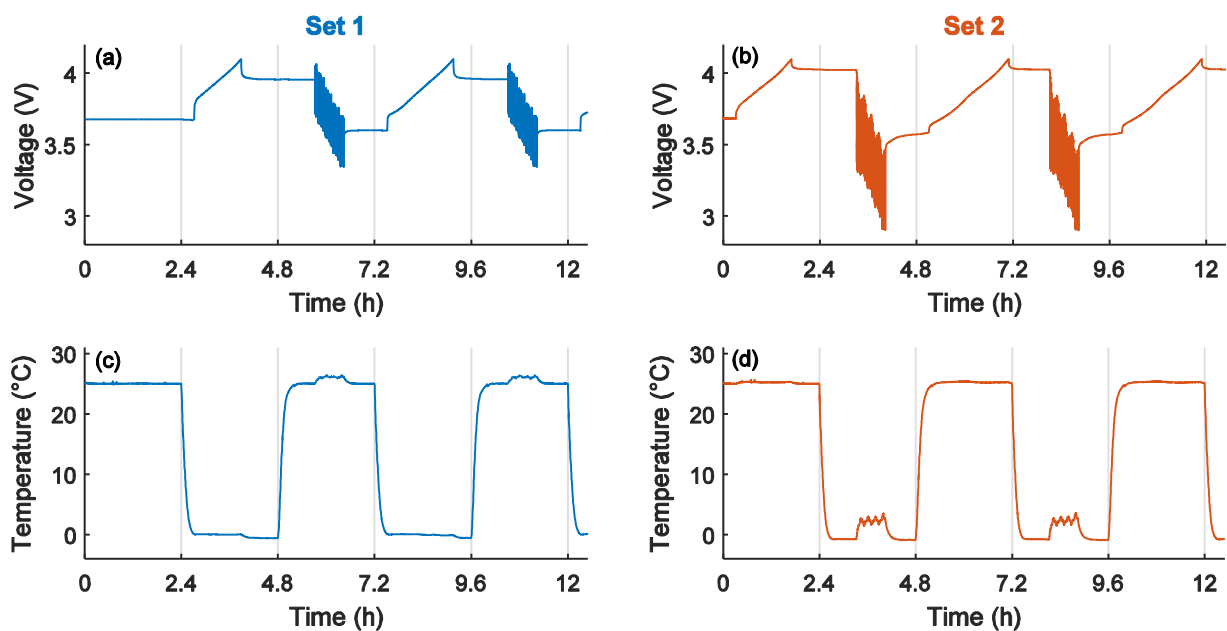 Set 1
Set 2
(a)
(b)
4
3.5
3
Voltage (V)
0 2.4 4.8 7.2 9.6 12
Time (h)
4
3.5
3
Voltage (V)
0 2.4 4.8 7.2 9.6 12
Time (h)
(c)
(d)
30
20
10
0
Temperature (°C)
0 2.4 4.8 7.2 9.6 12
Time (h)
30
20
10
0
Temperature (°C)
0 2.4 4.8 7.2 9.6 12
Time (h)